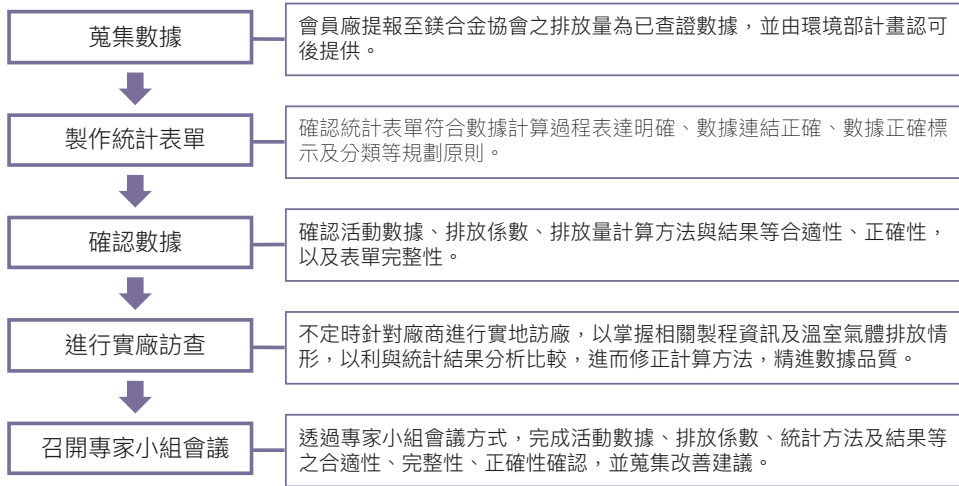 蒐集數據
會員廠提報至鎂合金協會之排放量為已查證數據，並由環境部計畫認可
後提供。
製作統計表單
確認統計表單符合數據計算過程表達明確、數據連結正確、數據正確標
示及分類等規劃原則。
確認數據
確認活動數據、排放係數、排放量計算方法與結果等合適性、正確性，
以及表單完整性。
進行實廠訪查
不定時針對廠商進行實地訪廠，以掌握相關製程資訊及溫室氣體排放情
形，以利與統計結果分析比較，進而修正計算方法，精進數據品質。
召開專家小組會議
透過專家小組會議方式，完成活動數據、排放係數、統計方法及結果等
之合適性、完整性、正確性確認，並蒐集改善建議。